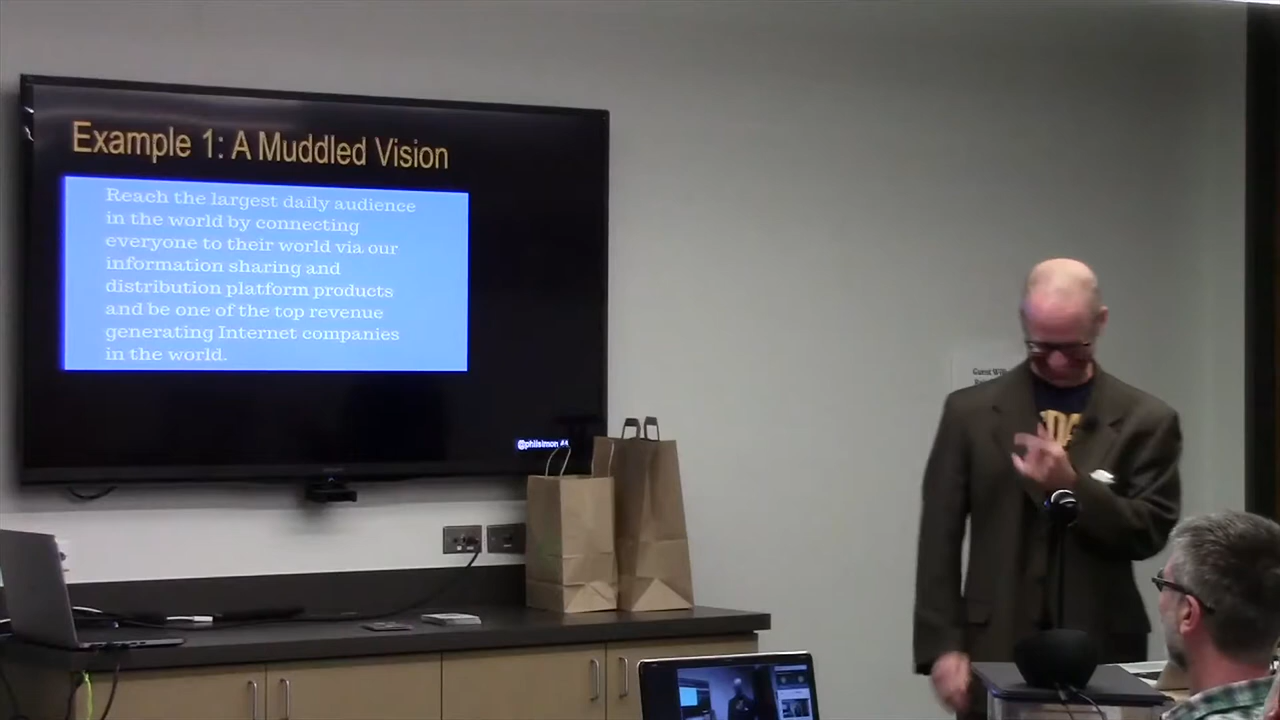 Example 1: A Muddled Vision
Reach the largest daily audience
in the world by connecting
everyone to their world via our
information sharing and
distribution platform products
and be one of the top revenue
generating Internet companies
in the world.
@philsimon
Guest